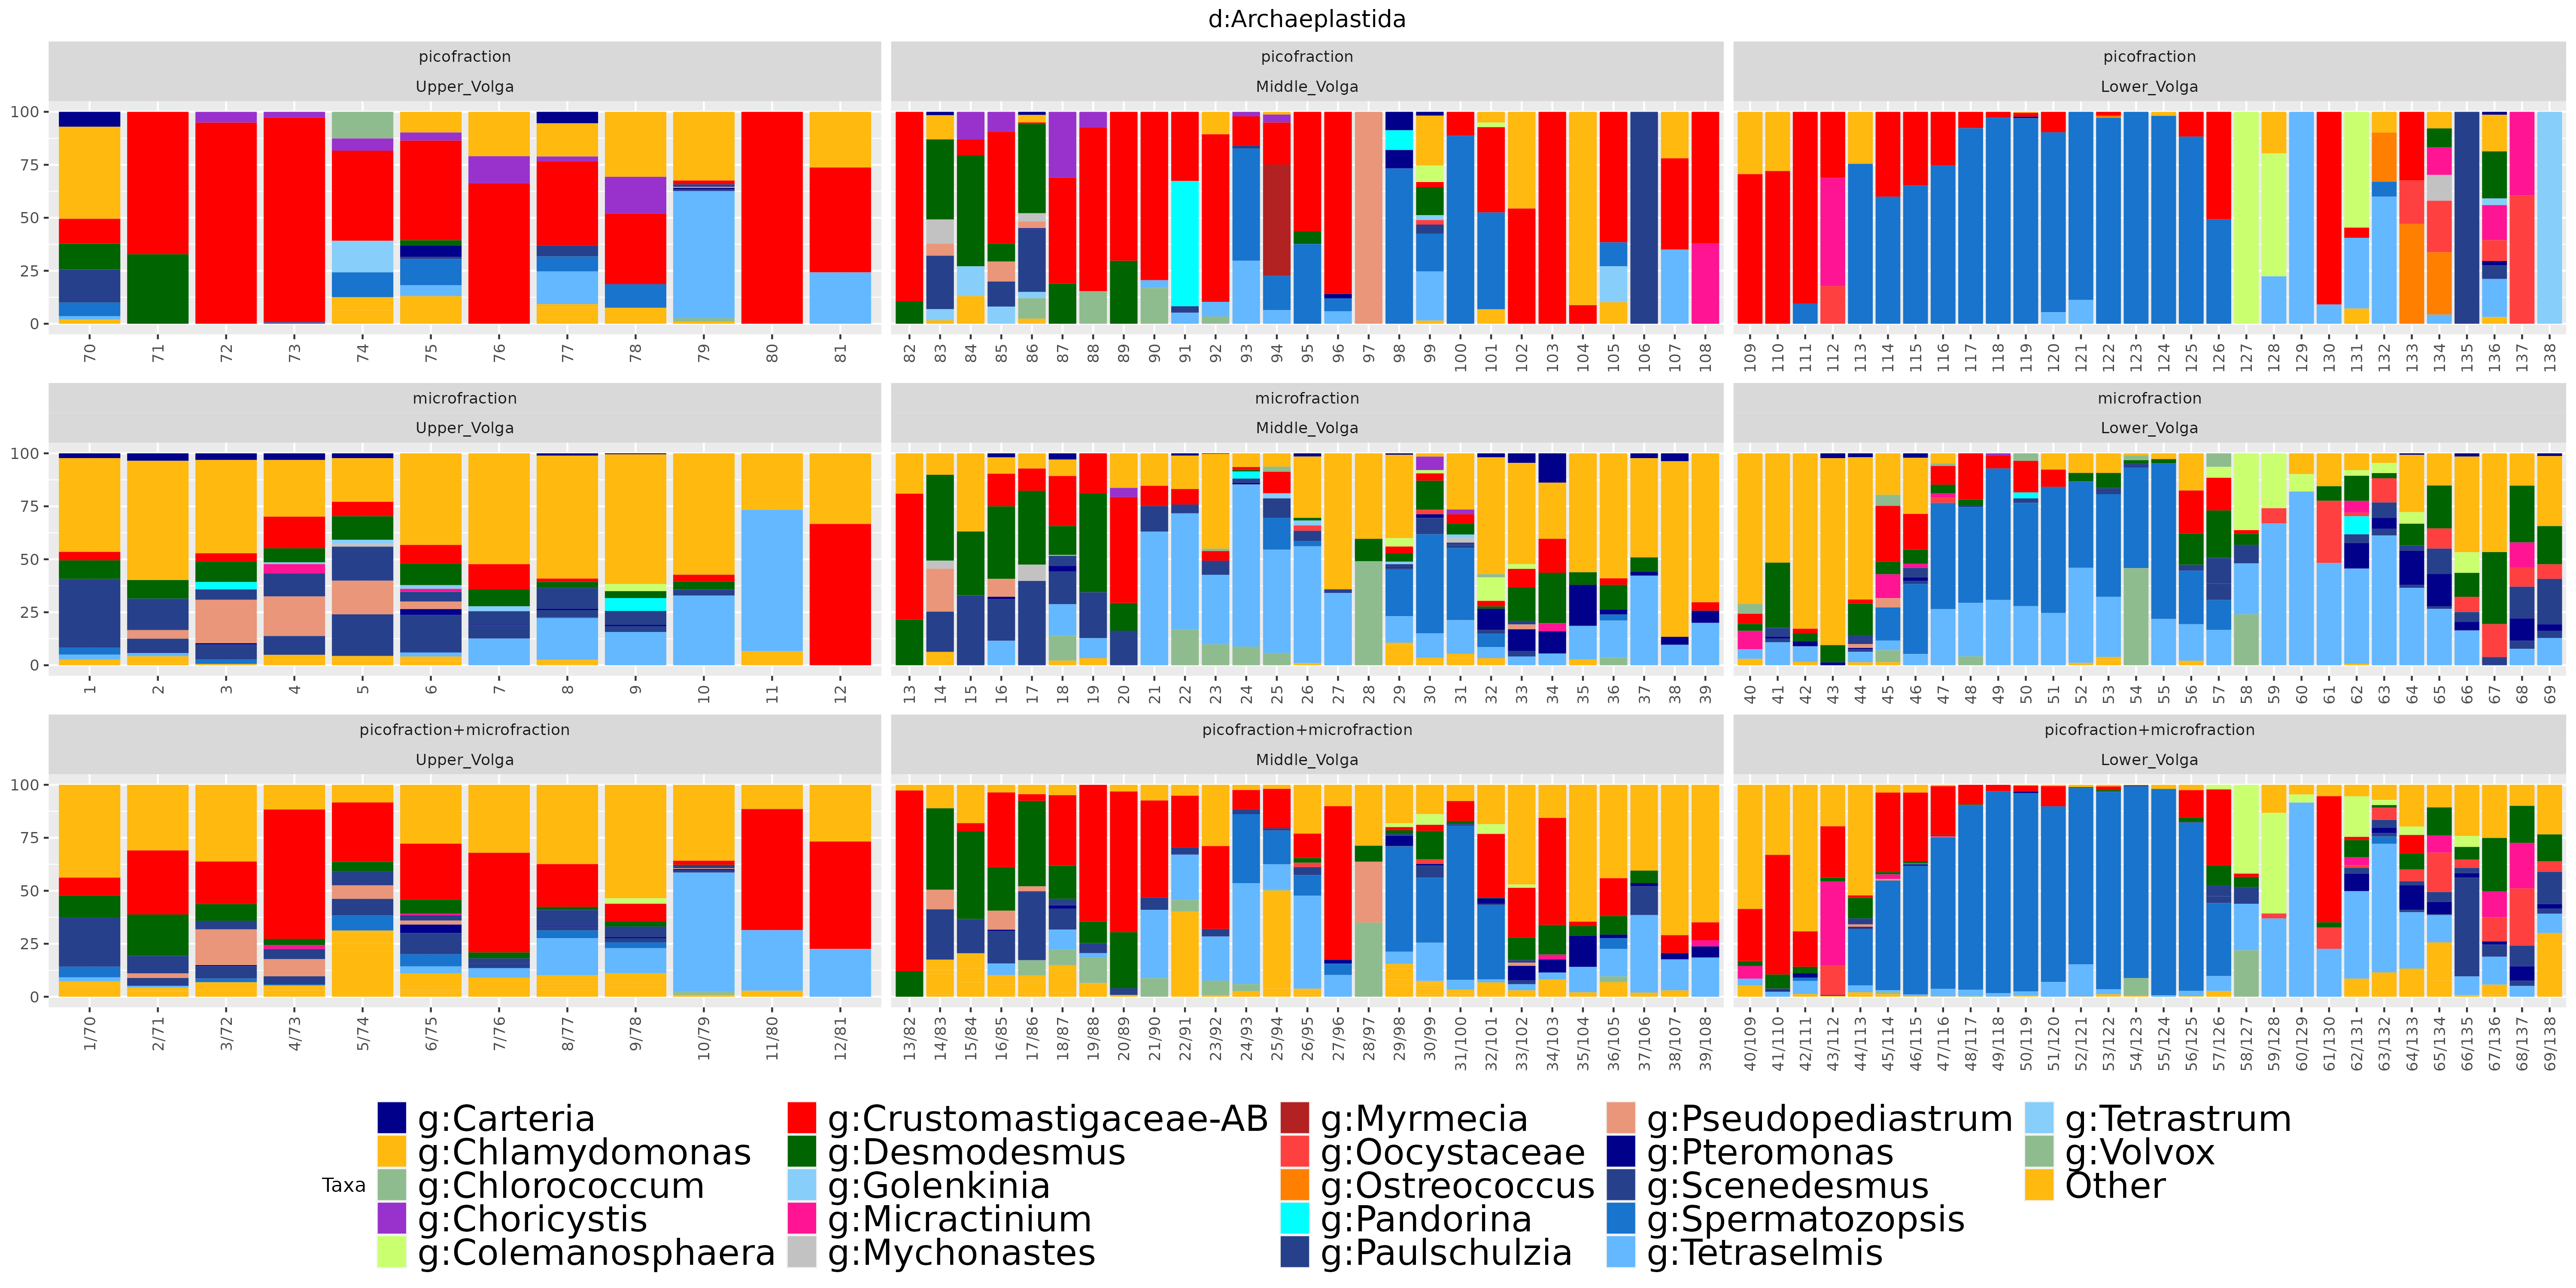 d:Archaeplastida
picofraction
Upper_Volga
picofraction
Middle_Volga
picofraction
Lower_Volga
100
75
50
25
0
70 71 72 73 74 75 76 77 78 79 80 81
82 83 84 85 86 87 88 89 90 91 92 93 94 95 96 97 98 99 100 101 102 103 104 105 106 107 108
109 110 111 112 113 114 115 116 117 118 119 120 121 122 123 124 125 126 127 128 129 130 131 132 133 134 135 136 137 138
microfraction
Upper_Volga
microfraction
Middle_Volga
microfraction
Lower_Volga
100
75
50
25
0
1 2 3 4 5 6 7 8 9 10 11 12
13 14 15 16 17 18 19 20 21 22 23 24 25 26 27 28 29 30 31 32 33 34 35 36 37 38 39
40 41 42 43 44 45 46 47 48 49 50 51 52 53 54 55 56 57 58 59 60 61 62 63 64 65 66 67 68 69
picofraction+microfraction
Upper_Volga
picofraction+microfraction
Middle_Volga
picofraction+microfraction
Lower_Volga
100
75
50
25
0
1/70 2/71 3/72 4/73 5/74 6/75 7/76 8/77 9/78 10/79 11/80 12/81
13/82 14/83 15/84 16/85 17/86 18/87 19/88 20/89 21/90 22/91 23/92 24/93 25/94 26/95 27/96 28/97 29/98 30/99 31/100 32/101 33/102 34/103 35/104 36/105 37/106 38/107 39/108
40/109 41/110 42/111 43/112 44/113 45/114 46/115 47/116 48/117 49/118 50/119 51/120 52/121 53/122 54/123 55/124 56/125 57/126 58/127 59/128 60/129 61/130 62/131 63/132 64/133 65/134 66/135 67/136 68/137 69/138
Taxa
g:Carteria
g:Chlamydomonas
g:Chlorococcum
g:Choricystis
g:Colemanosphaera
g:Crustomastigaceae-AB
g:Desmodesmus
g:Golenkinia
g:Micractinium
g:Mychonastes
g:Myrmecia
g:Oocystaceae
g:Ostreococcus
g:Pandorina
g:Paulschulzia
g:Pseudopediastrum
g:Pteromonas
g:Scenedesmus
g:Spermatozopsis
g:Tetraselmis
g:Tetrastrum
g:Volvox
Other